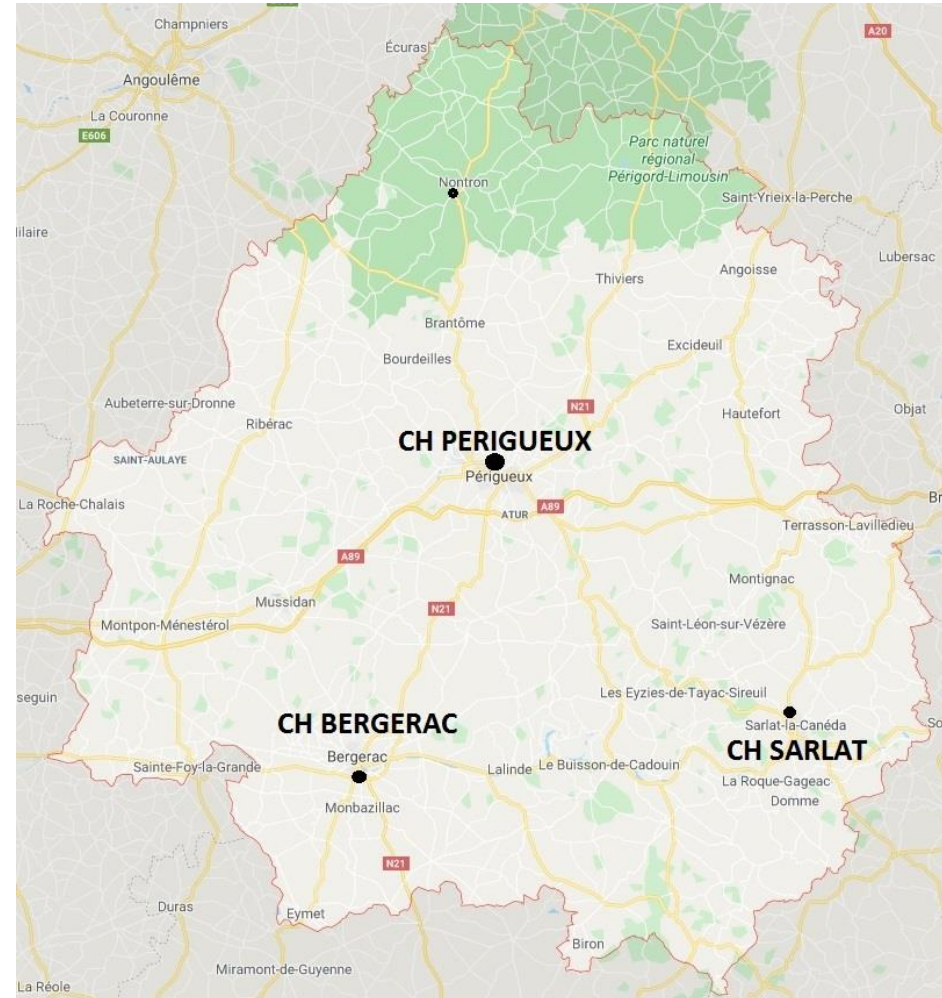 Champniers
A20
Écuras
Angoulême
La Couronne
E606
Parc naturel
régional
Périgord-Limousin
Nontron
Saint-Yrieix-la-Perche
ilaire
Lubersac
Angoisse
Thiviers
Brantôme
Excideuil
Bourdeilles
Aubeterre-sur-Dronne
N21
Objat
Hautefort
Ribérac
CH PERIGUEUX
SAINT-AULAYE
Périgueux
Br
La Roche-Chalais
A89
ATUR
Terrasson-Lavilledieu
A89
Montignac
Mussidan
N21
Montpon-Ménestérol
Saint-Léon-sur-Vézère
seguin
Les Eyzies-de-Tayac-Sireuil
CH BERGERAC
Sarlat-la-Canéda
So
CH SARLAT
Bergerac
Sainte-Foy-la-Grande
Lalinde
Le Buisson-de-Cadouin
La Roque-Gageac
Domme
Monbazillac
N21
Duras
Eymet
Biron
Miramont-de-Guyenne
La Réole